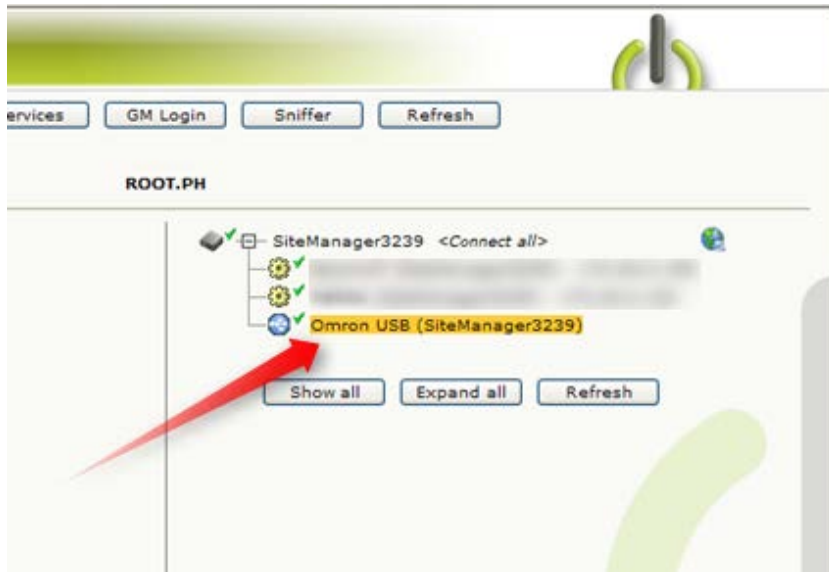 ervices GM Login Sniffer Refresh
ROOT.PH
SiteManager3239 <Connect all>
Omron USB (SiteManager3239)
Show all Expand all Refresh